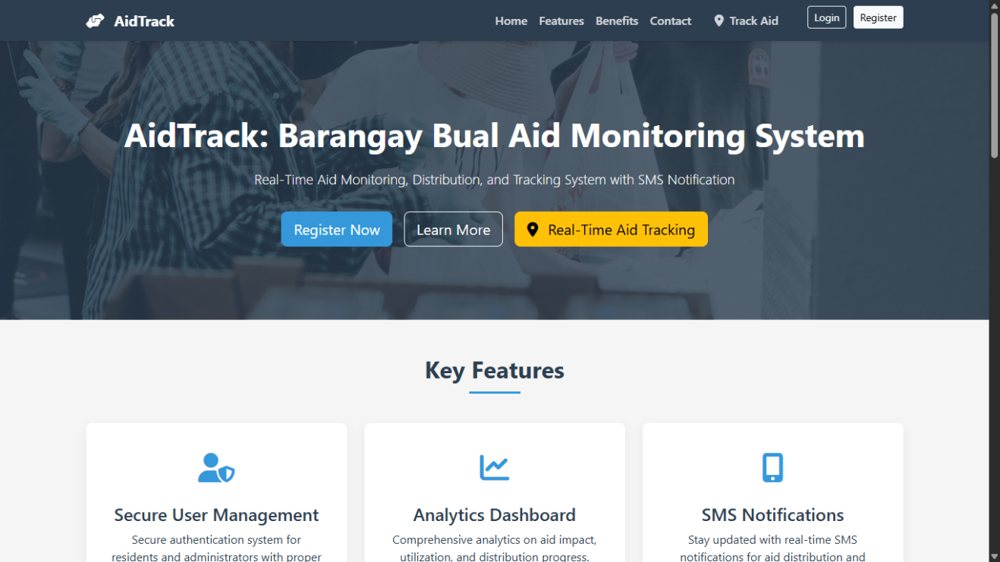 AidTrack
Home Features Benefits Contact Track Aid Login Register
AidTrack: Barangay Bual Aid Monitoring System
Real-Time Aid Monitoring, Distribution, and Tracking System with SMS Notification
Register Now Learn More Real-Time Aid Tracking
Key Features
Secure User Management
Secure authentication system for
residents and administrators with proper
Analytics Dashboard
Comprehensive analytics on aid impact,
utilization, and distribution progress.
SMS Notifications
Stay updated with real-time SMS
notifications for aid distribution and